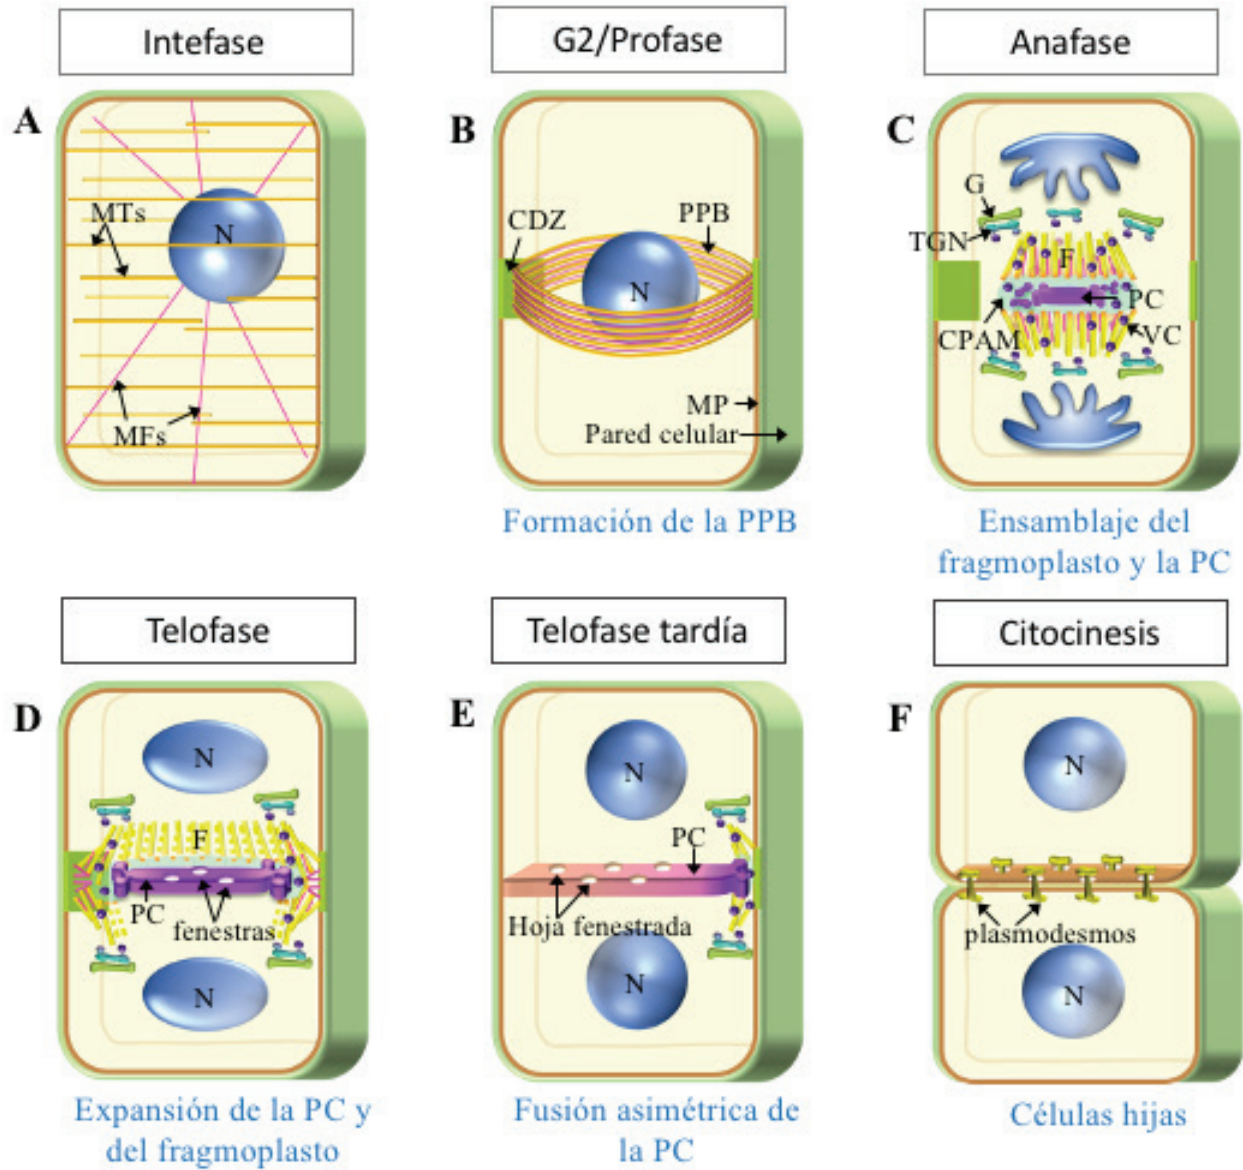 Intefase
G2/Profase
Anafase
A
B
C
MTs
N
MFs
CDZ
PPB
N
MP
Pared celular
G
TGN
F
PC
CPAM
VC
Formación de la PPB
Ensamblaje del
fragmoplasto y la PC
Telofase
Telofase tardía
Citocinesis
D
E
F
N
F
PC
fenestras
N
N
PC
Hoja fenestrada
N
N
plasmodesmos
N
Expansión de la PC y
del fragmoplasto
Fusión asimétrica de
la PC
Células hijas